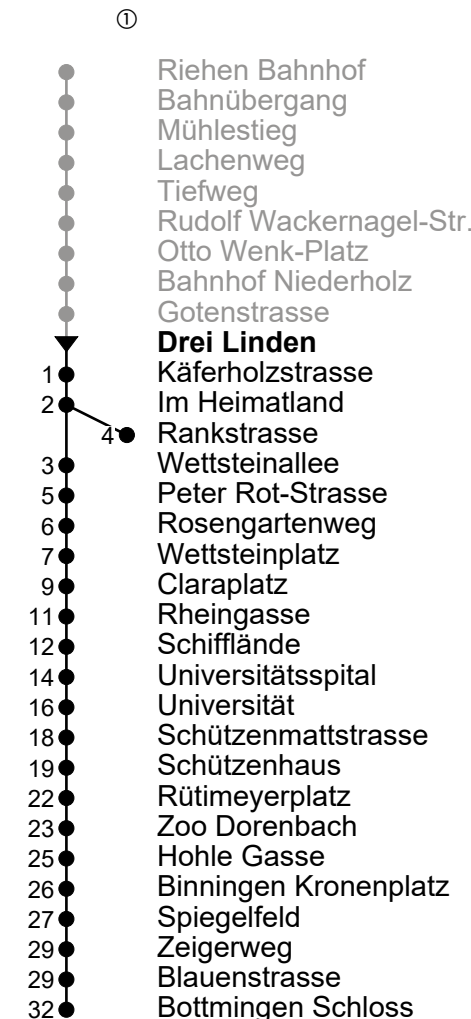 ①
Riehen Bahnhof
Bahnübergang
Mühlestieg
Lachenweg
Tiefweg
Rudolf Wackernagel-Str.
Otto Wenk-Platz
Bahnhof Niederholz
Gotenstrasse
Drei Linden
1 Käferholzstrasse
2 Im Heimatland
4 Rankstrasse
3 Wettsteinallee
5 Peter Rot-Strasse
6 Rosengartenweg
7 Wettsteinplatz
9 Claraplatz
11 Rheingasse
12 Schifflände
14 Universitätsspital
16 Universität
18 Schützenmattstrasse
19 Schützenhaus
22 Rütimeyerplatz
23 Zoo Dorenbach
25 Hohle Gasse
26 Binningen Kronenplatz
27 Spiegelfeld
29 Zeigerweg
29 Blauenstrasse
32 Bottmingen Schloss